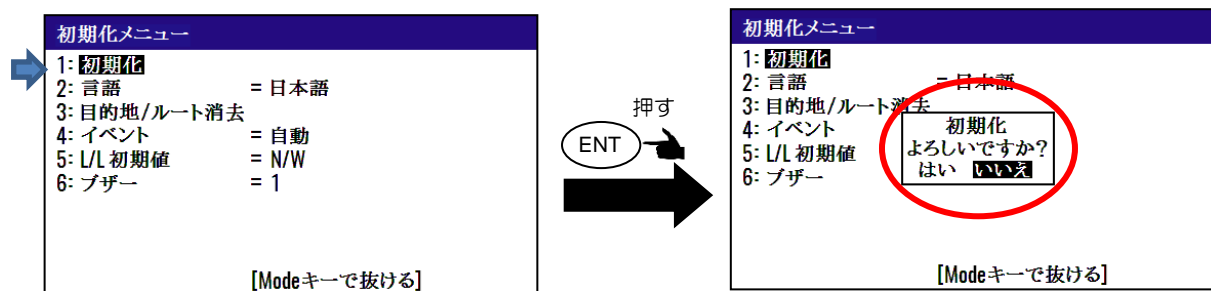 初期化メニュー
1: 初期化
2: 言語 = 日本語
3: 目的地/ルート消去
4: イベント = 自動
5: L/L 初期値 = N/W
6: ブザー = 1
[Modeキーで抜ける]
押す
ENT
初期化メニュー
1: 初期化
2: 言語 = 日本語
3: 目的地/ルート消去
4: イベント
5: L/L 初期値
6: ブザー
初期化
よろしいですか?
はい いいえ
[Modeキーで抜ける]